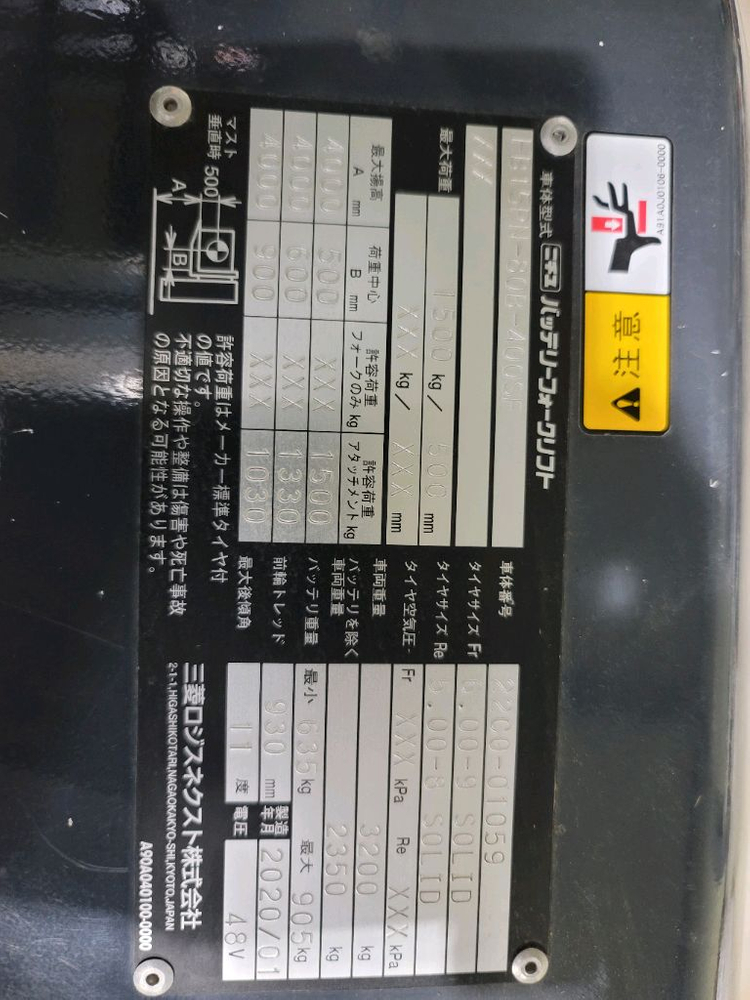 注意
A91A000106-0000
ニチユ バッテリーフォークリフト
車体型式
最大荷重
1500 kg / 500 mm
XXX kg / XXX mm
最大揚高 A mm 荷重中心 B mm 許容荷重 フォークのみ kg 許容荷重 アタッチメント kg
4000 500 XXX 1500
4000 600 XXX 1330
4000 900 XXX 1030
マスト
垂直時
500
A
B
許容荷重はメーカー標準タイヤ付
の値です。
不適切な操作や整備は傷害や死亡事故
の原因となる可能性があります。
車体番号 22C0-01059
タイヤサイズ Fr 6.00-9 SOLID
タイヤサイズ Re 5.00-8 SOLID
タイヤ空気圧 Fr XXX kPa Re XXX kPa
車両重量 3200 kg
バッテリを除く
車両重量 2350 kg
バッテリ重量 最小 635 kg 最大 905 kg
前輪トレッド 930 mm 製造年月 2020/01
最大後傾角 11 度 電圧 48V
三菱ロジスネクスト株式会社
2-1-1,HIGASHIKOTARI,NAGAOKAKYO-SHI,KYOTO,JAPAN
A90A040100-0000